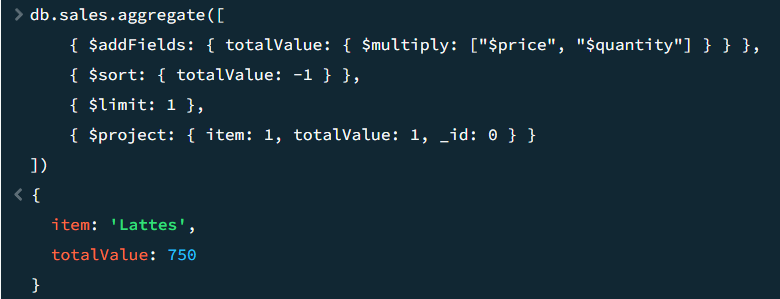 db.sales.aggregate([
{ $addFields: { totalValue: { $multiply: ["$price", "$quantity"] } } },
{ $sort: { totalValue: -1 } },
{ $limit: 1 },
{ $project: { item: 1, totalValue: 1, _id: 0 } }
])
{
item: 'Lattes',
totalValue: 750
}